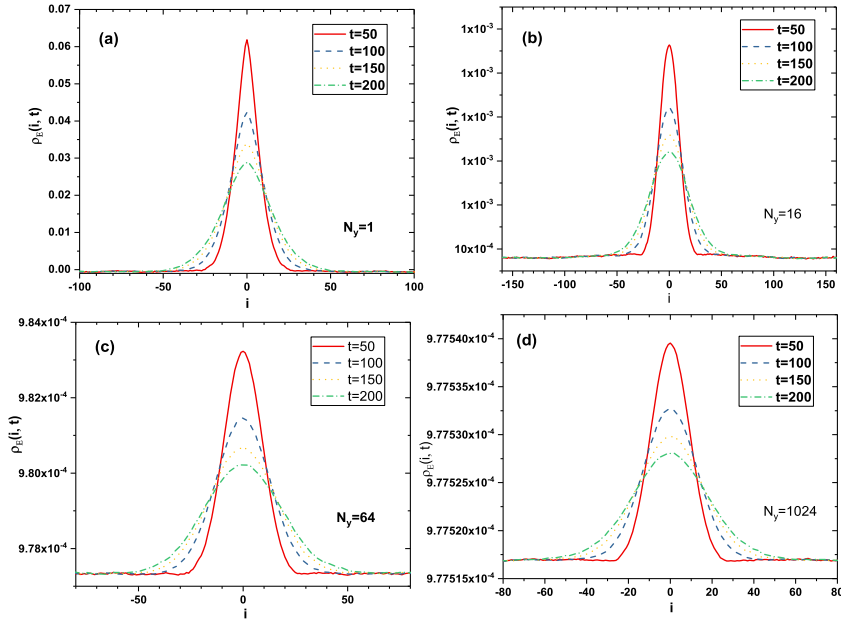 (a)
t=50
t=100
t=150
t=200
0.07
0.06
0.05
0.04
0.03
0.02
0.01
0.00
ρE(i, t)
Ny=1
-100 -50 0 50 100
i
(b)
t=50
t=100
t=150
t=200
1x10-3
1x10-3
1x10-3
1x10-3
1x10-3
10x10-4
ρE(i, t)
Ny=16
-150 -100 -50 0 50 100 150
i
(c)
t=50
t=100
t=150
t=200
9.84x10-4
9.82x10-4
9.80x10-4
9.78x10-4
ρE(i, t)
Ny=64
-50 0 50
i
(d)
t=50
t=100
t=150
t=200
9.77540x10-4
9.77535x10-4
9.77530x10-4
9.77525x10-4
9.77520x10-4
9.77515x10-4
ρE(i, t)
Ny=1024
-80 -60 -40 -20 0 20 40 60 80
i